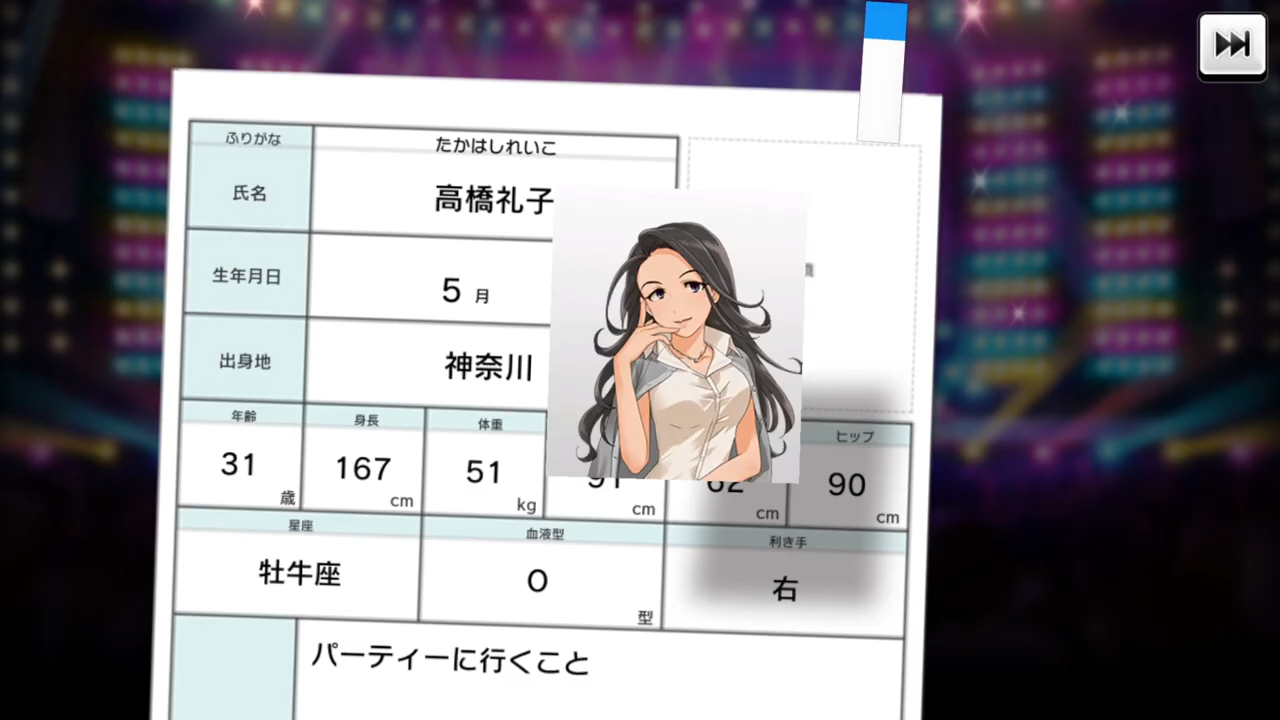 ふりがな
たかはしれいこ
氏名
高橋礼子
生年月日
5 月
出身地
神奈川
年齢
身長
体重
ヒップ
31 歳
167 cm
51 kg
91 cm
62 cm
90 cm
星座
血液型
利き手
牡牛座
O 型
右
パーティーに行くこと